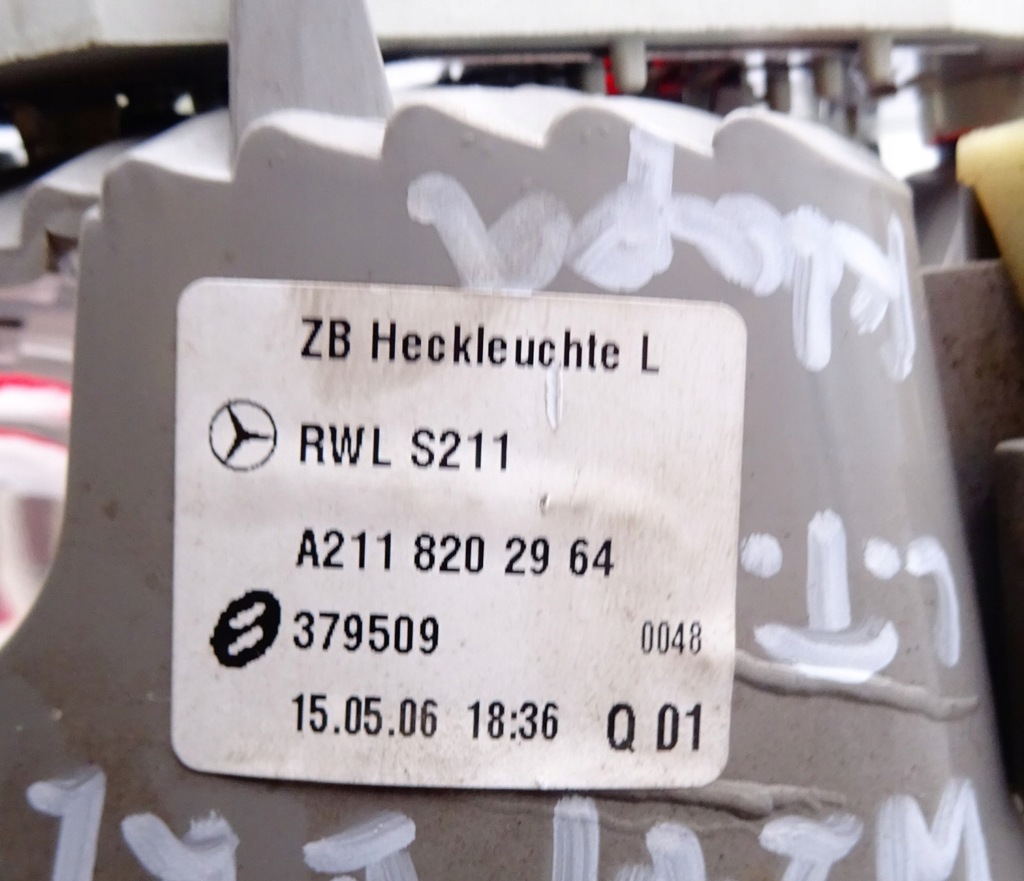 ZB Heckleuchte L
RWL S211
A211 820 29 64
379509 0048
15.05.06 18:36 Q 01